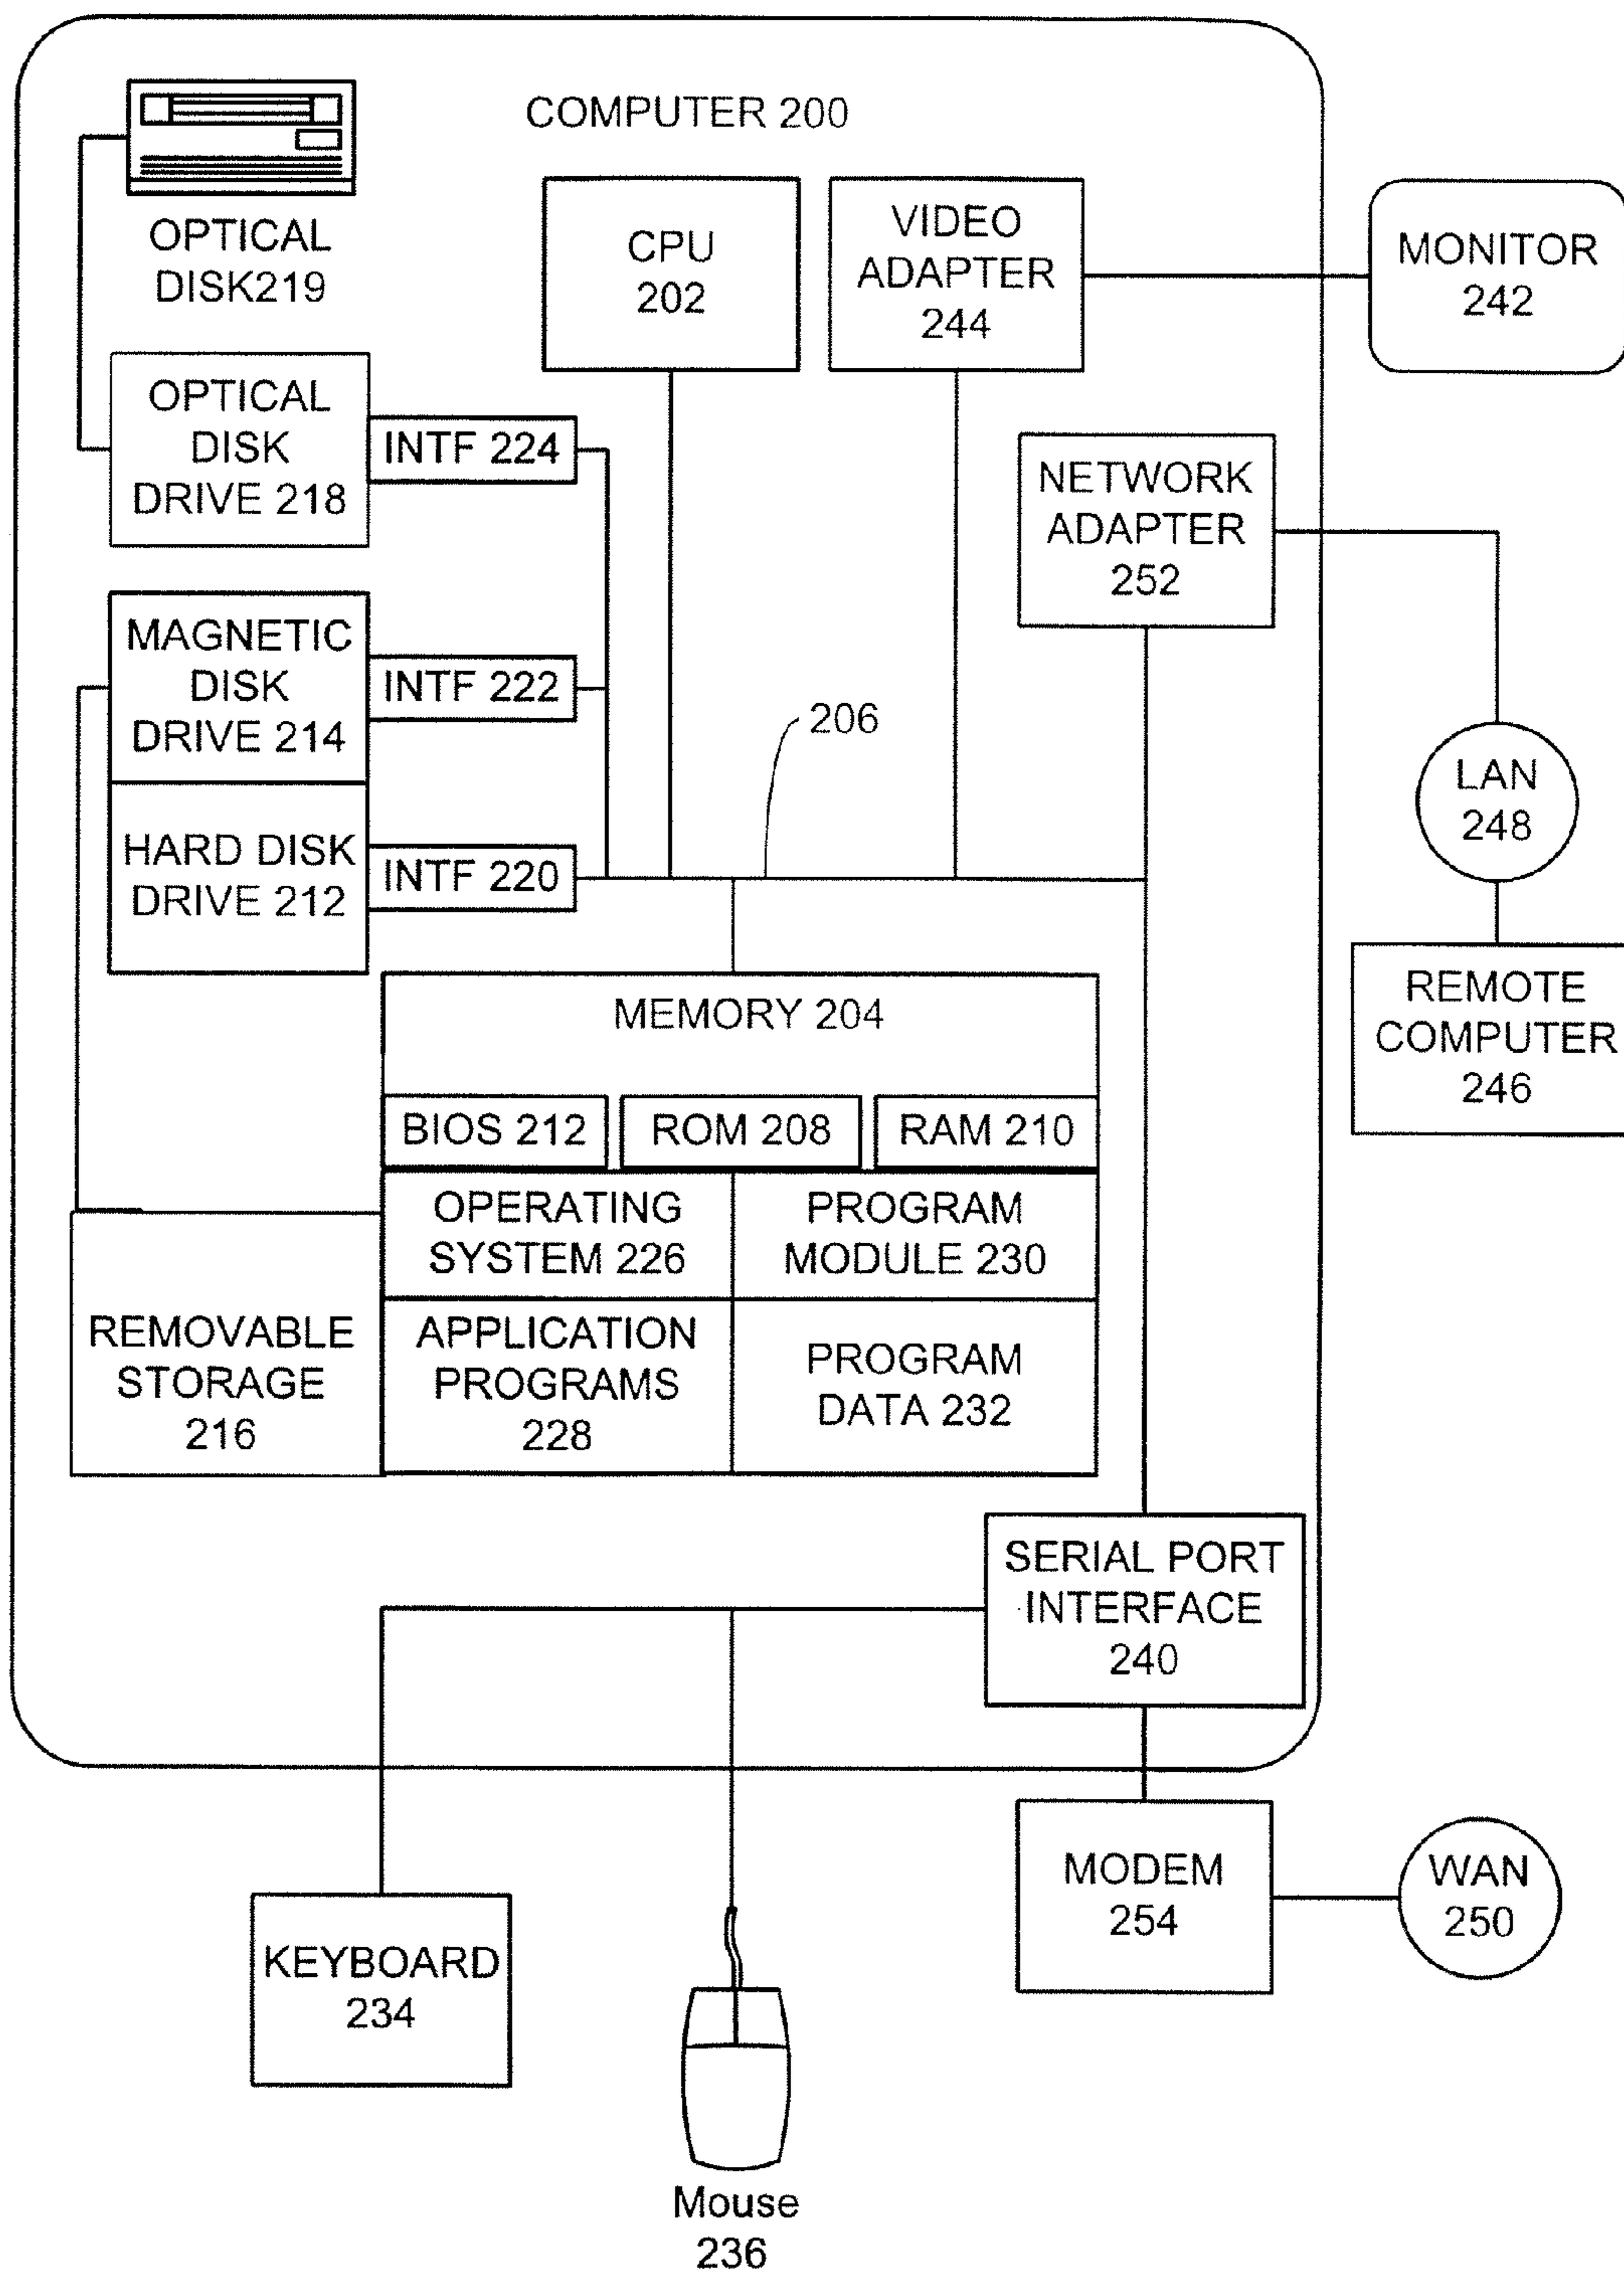 COMPUTER 200
OPTICAL
DISK219
CPU
202
VIDEO
ADAPTER
244
MONITOR
242
OPTICAL
DISK
DRIVE 218
INTF 224
NETWORK
ADAPTER
252
MAGNETIC
DISK
DRIVE 214
INTF 222
206
LAN
248
HARD DISK
DRIVE 212
INTF 220
REMOTE
COMPUTER
246
MEMORY 204
BIOS 212
ROM 208
RAM 210
OPERATING
SYSTEM 226
PROGRAM
MODULE 230
REMOVABLE
STORAGE
216
APPLICATION
PROGRAMS
228
PROGRAM
DATA 232
SERIAL PORT
INTERFACE
240
MODEM
254
WAN
250
KEYBOARD
234
Mouse
236